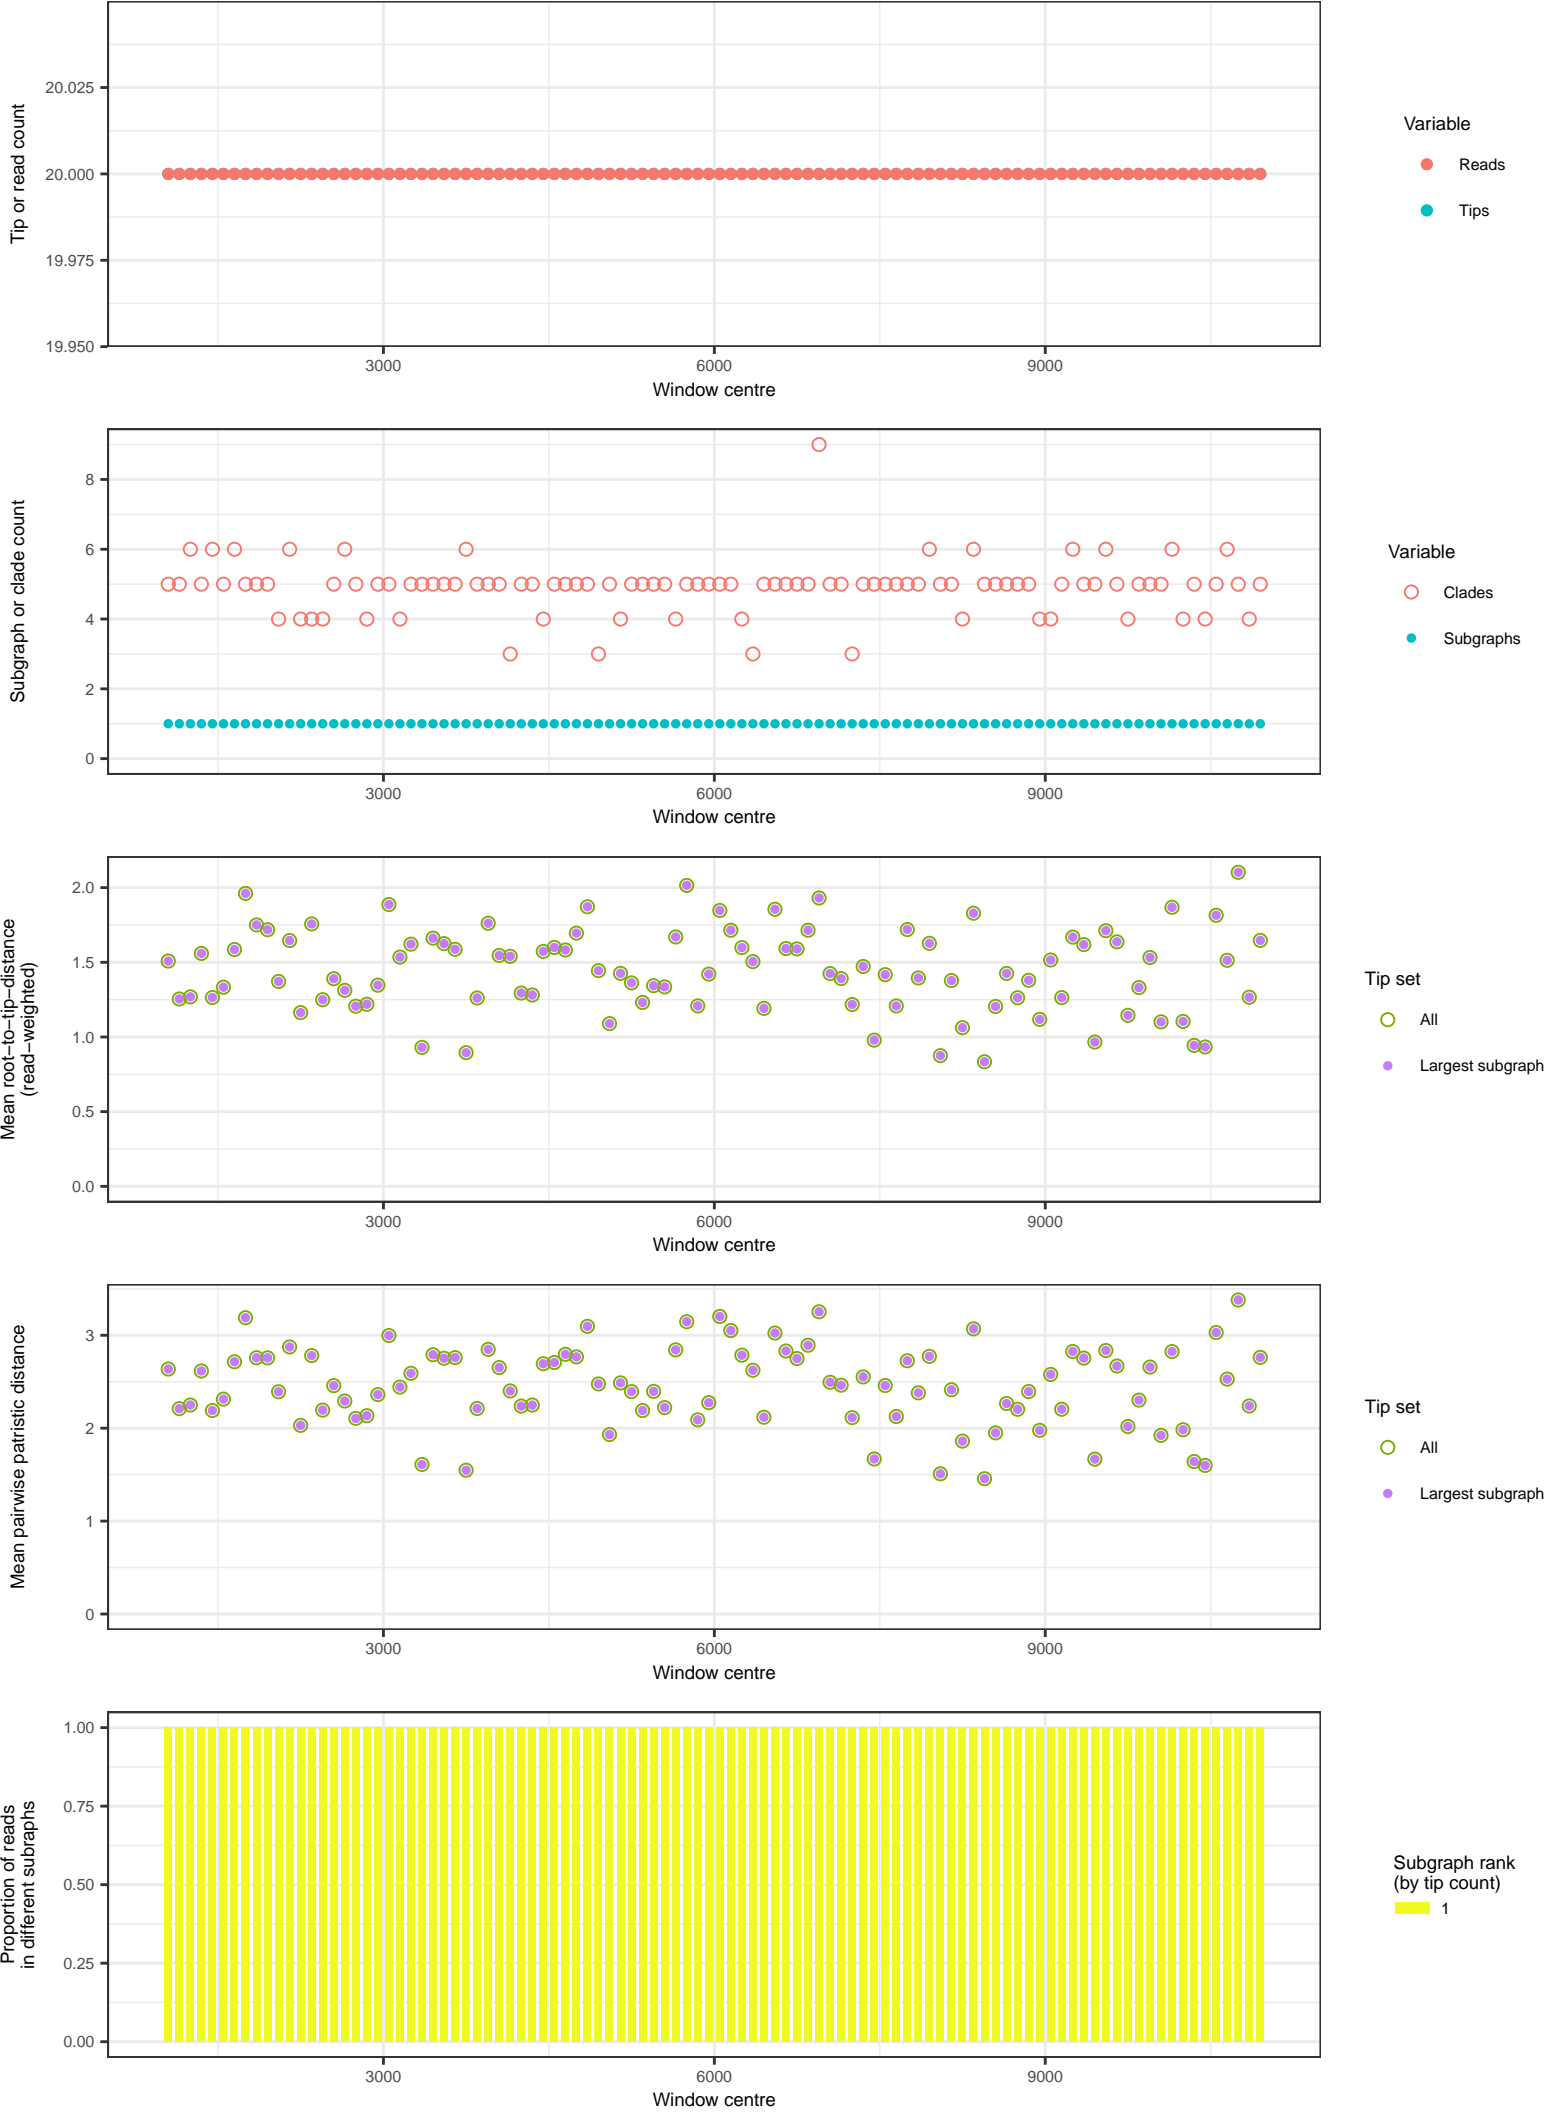 Tip or read count
20.025
20.000
19.975
19.950
3000 6000 9000
Window centre
Variable
Reads
Tips
Subgraph or clade count
8
6
4
2
0
3000 6000 9000
Window centre
Variable
Clades
Subgraphs
Mean root−to−tip−distance
(read−weighted)
2.0
1.5
1.0
0.5
0.0
3000 6000 9000
Window centre
Tip set
All
Largest subgraph
Mean pairwise patristic distance
3
2
1
0
3000 6000 9000
Window centre
Tip set
All
Largest subgraph
Proportion of reads
in different subraphs
1.00
0.75
0.50
0.25
0.00
3000 6000 9000
Window centre
Subgraph rank
(by tip count)
1